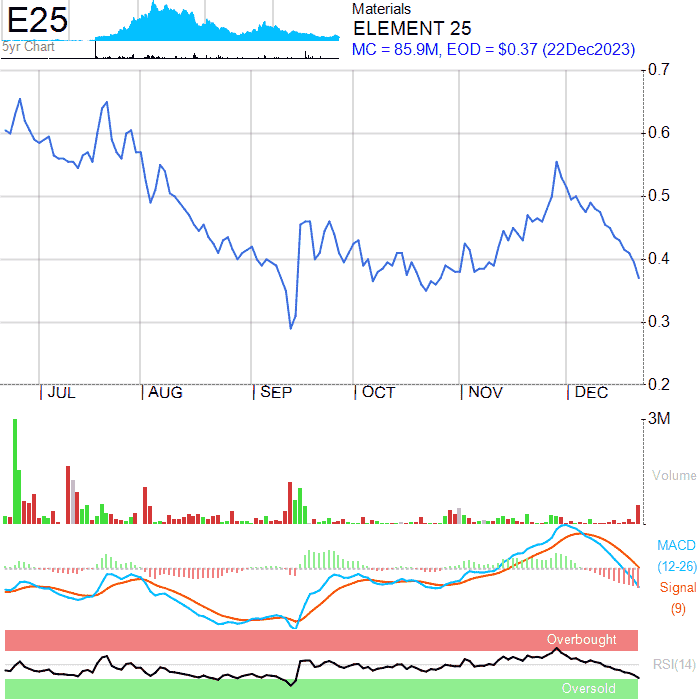 E25
5yr Chart
Materials
ELEMENT 25
MC = 85.9M, EOD = $0.37 (22Dec2023)
0.7
0.6
0.5
0.4
0.3
0.2
JUL AUG SEP OCT NOV DEC
3M
Volume
MACD
(12-26)
Signal
(9)
Overbought
RSI(14)
Oversold